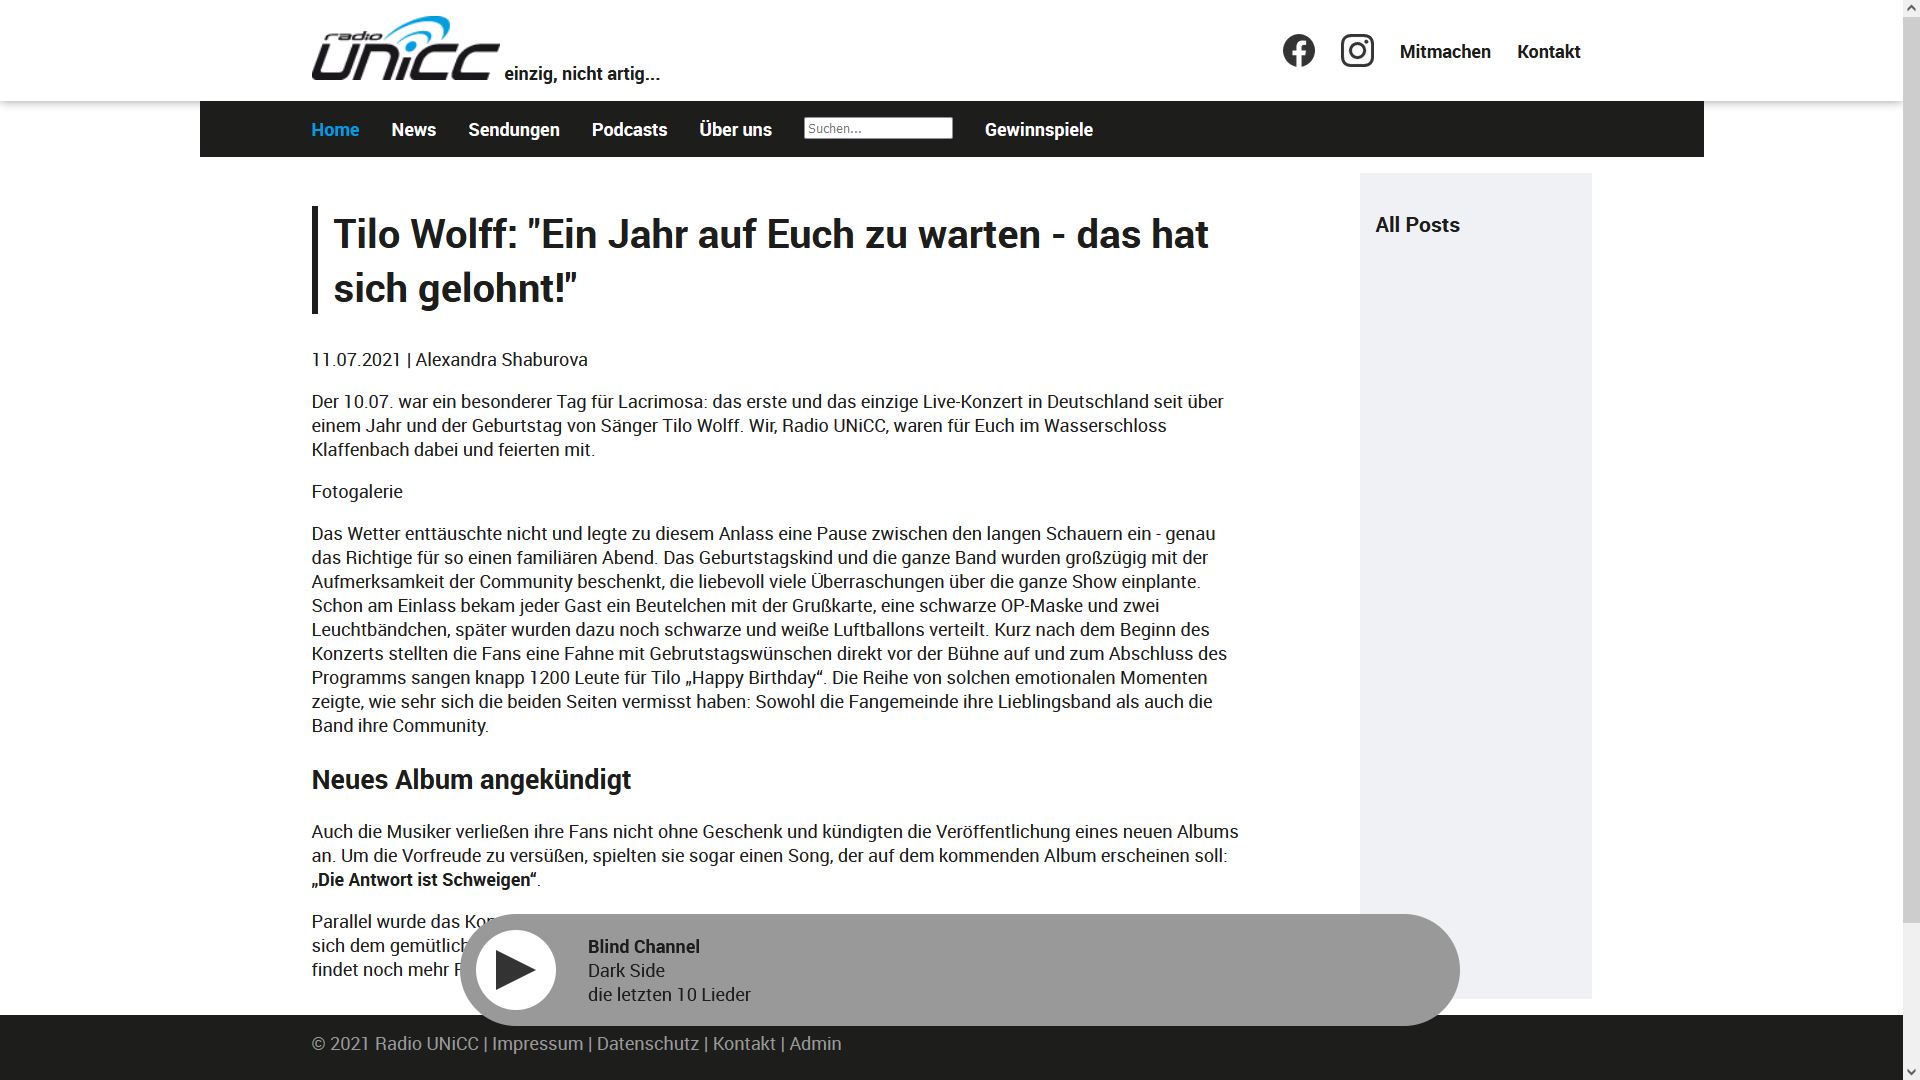 radio
UNiCC
einzig, nicht artig...
Mitmachen
Kontakt
Home
News
Sendungen
Podcasts
Über uns
Suchen...
Gewinnspiele
Tilo Wolff: "Ein Jahr auf Euch zu warten - das hat
sich gelohnt!"
All Posts
11.07.2021 | Alexandra Shaburova
Der 10.07. war ein besonderer Tag für Lacrimosa: das erste und das einzige Live-Konzert in Deutschland seit über
einem Jahr und der Geburtstag von Sänger Tilo Wolff. Wir, Radio UNiCC, waren für Euch im Wasserschloss
Klaffenbach dabei und feierten mit.
Fotogalerie
Das Wetter enttäuschte nicht und legte zu diesem Anlass eine Pause zwischen den langen Schauern ein - genau
das Richtige für so einen familiären Abend. Das Geburtstagskind und die ganze Band wurden großzügig mit der
Aufmerksamkeit der Community beschenkt, die liebevoll viele Überraschungen über die ganze Show einplante.
Schon am Einlass bekam jeder Gast ein Beutelchen mit der Grußkarte, eine schwarze OP-Maske und zwei
Leuchtbändchen, später wurden dazu noch schwarze und weiße Luftballons verteilt. Kurz nach dem Beginn des
Konzerts stellten die Fans eine Fahne mit Gebrutstagswünschen direkt vor der Bühne auf und zum Abschluss des
Programms sangen knapp 1200 Leute für Tilo „Happy Birthday“. Die Reihe von solchen emotionalen Momenten
zeigte, wie sehr sich die beiden Seiten vermisst haben: Sowohl die Fangemeinde ihre Lieblingsband als auch die
Band ihre Community.
Neues Album angekündigt
Auch die Musiker verließen ihre Fans nicht ohne Geschenk und kündigten die Veröffentlichung eines neuen Albums
an. Um die Vorfreude zu versüßen, spielten sie sogar einen Song, der auf dem kommenden Album erscheinen soll:
„Die Antwort ist Schweigen“.
Parallel wurde das
sich dem
findet noch mehr
Blind Channel
Dark Side
die letzten 10 Lieder
© 2021 Radio UNiCC | Impressum | Datenschutz | Kontakt | Admin